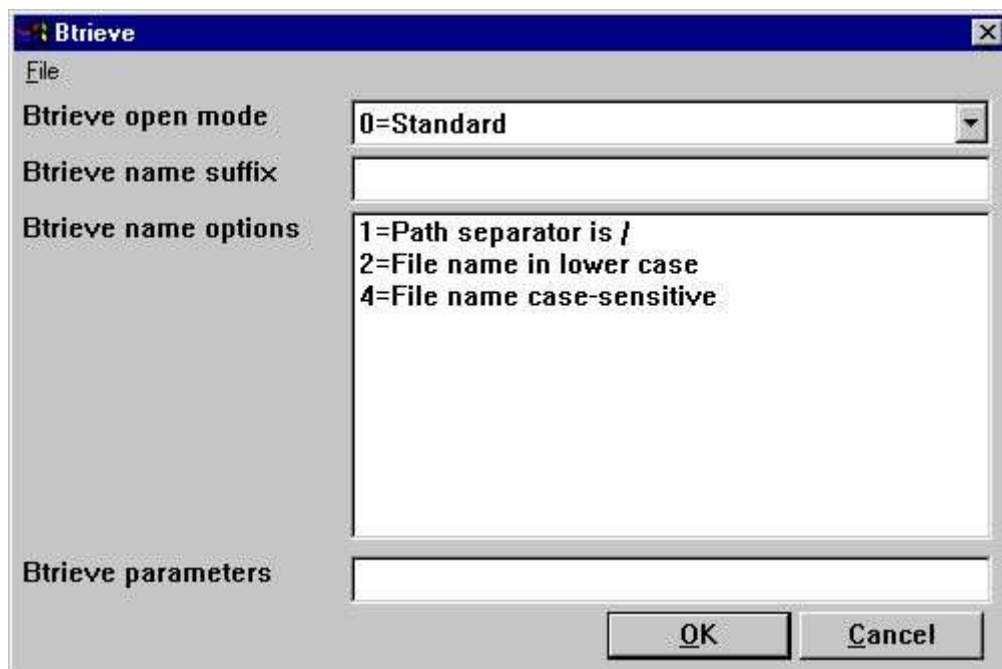 Btrieve
File
Btrieve open mode
0=Standard
Btrieve name suffix
Btrieve name options
1=Path separator is /
2=File name in lower case
4=File name case-sensitive
Btrieve parameters
OK
Cancel